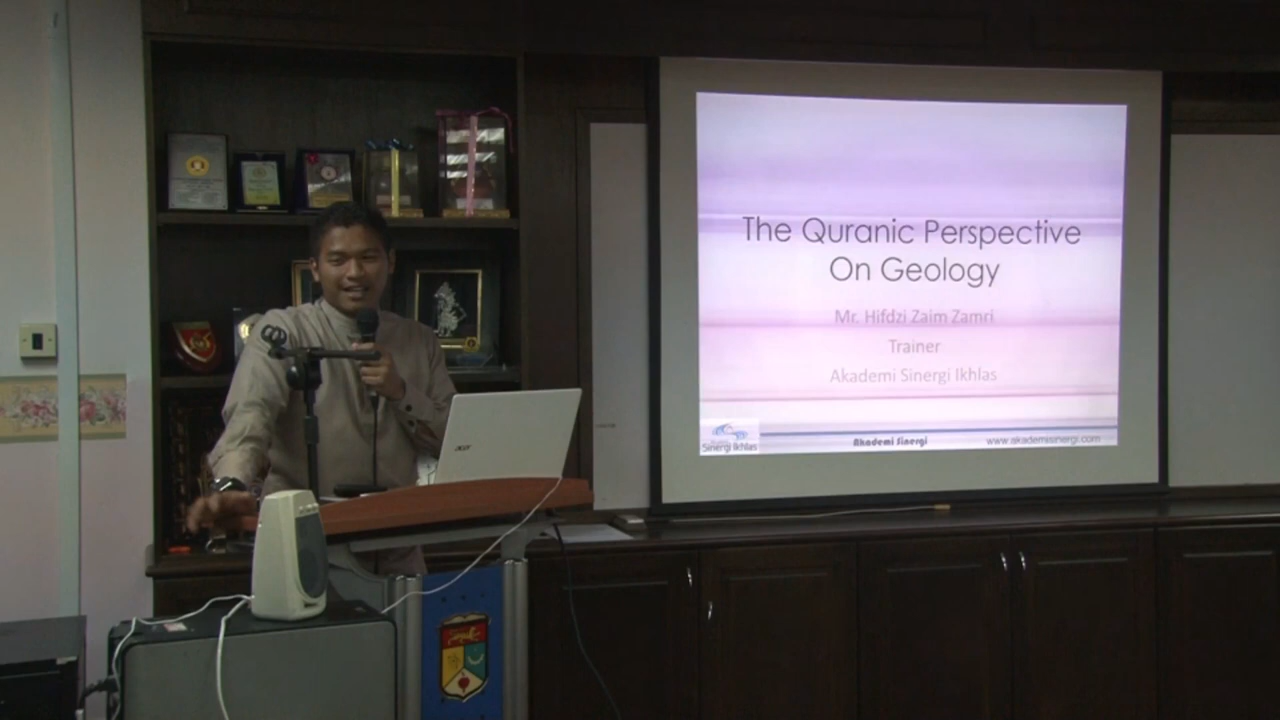 The Quranic Perspective
On Geology
Mr. Hifdzi Zaim Zamri
Trainer
Akademi Sinergi Ikhlas
Sinergi Ikhlas
Akademi Sinergi
www.akademisinergi.com
acer